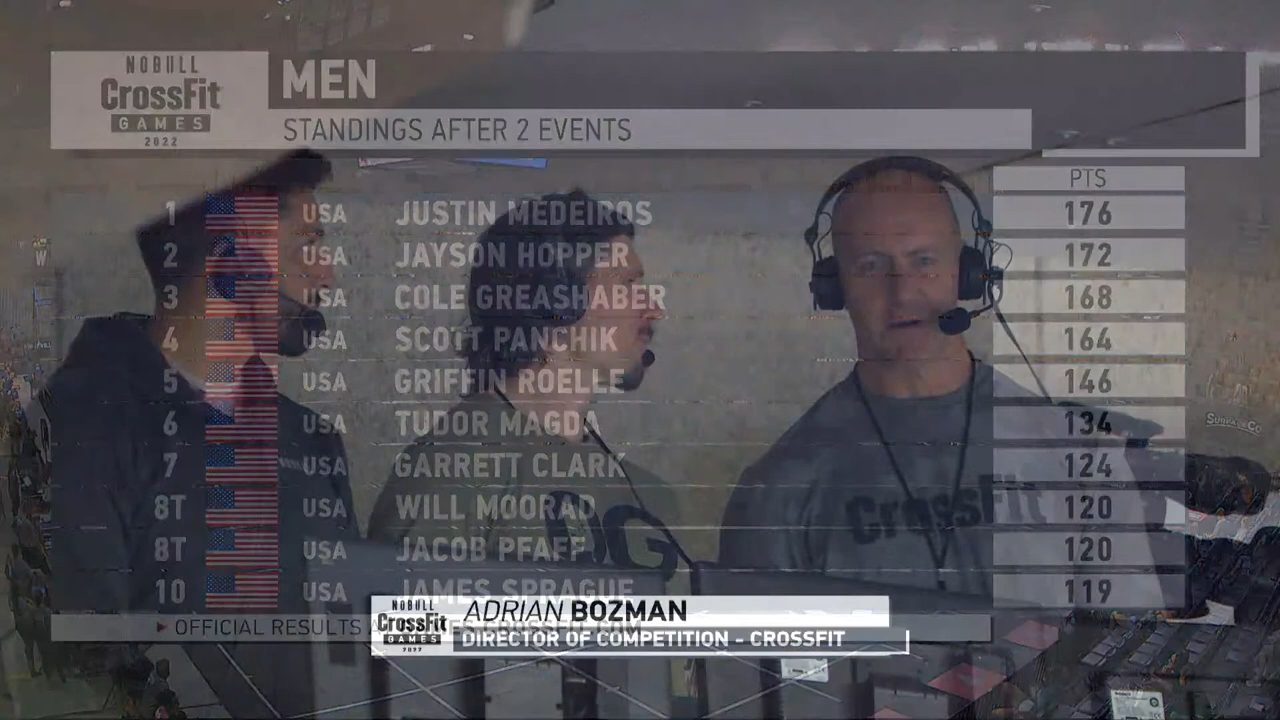 NOBULL
CrossFit
GAMES
2022
MEN
STANDINGS AFTER 2 EVENTS
PTS
1 USA JUSTIN MEDEIROS 176
2 USA JAYSON HOPPER 172
3 USA COLE GREASHABER 168
4 USA SCOTT PANCHIK 164
5 USA GRIFFIN ROELLE 146
6 USA TUDOR MAGDA 134
7 USA GARRETT CLARK 124
8T USA WILL MOORAD 120
8T USA JACOB PFAFF 120
10 USA JAMES SPRAGUE 119
CrossFit
OG
OFFICIAL RESULTS
NOBULL
CrossFit
GAMES
2022
ADRIAN BOZMAN
DIRECTOR OF COMPETITION - CROSSFIT